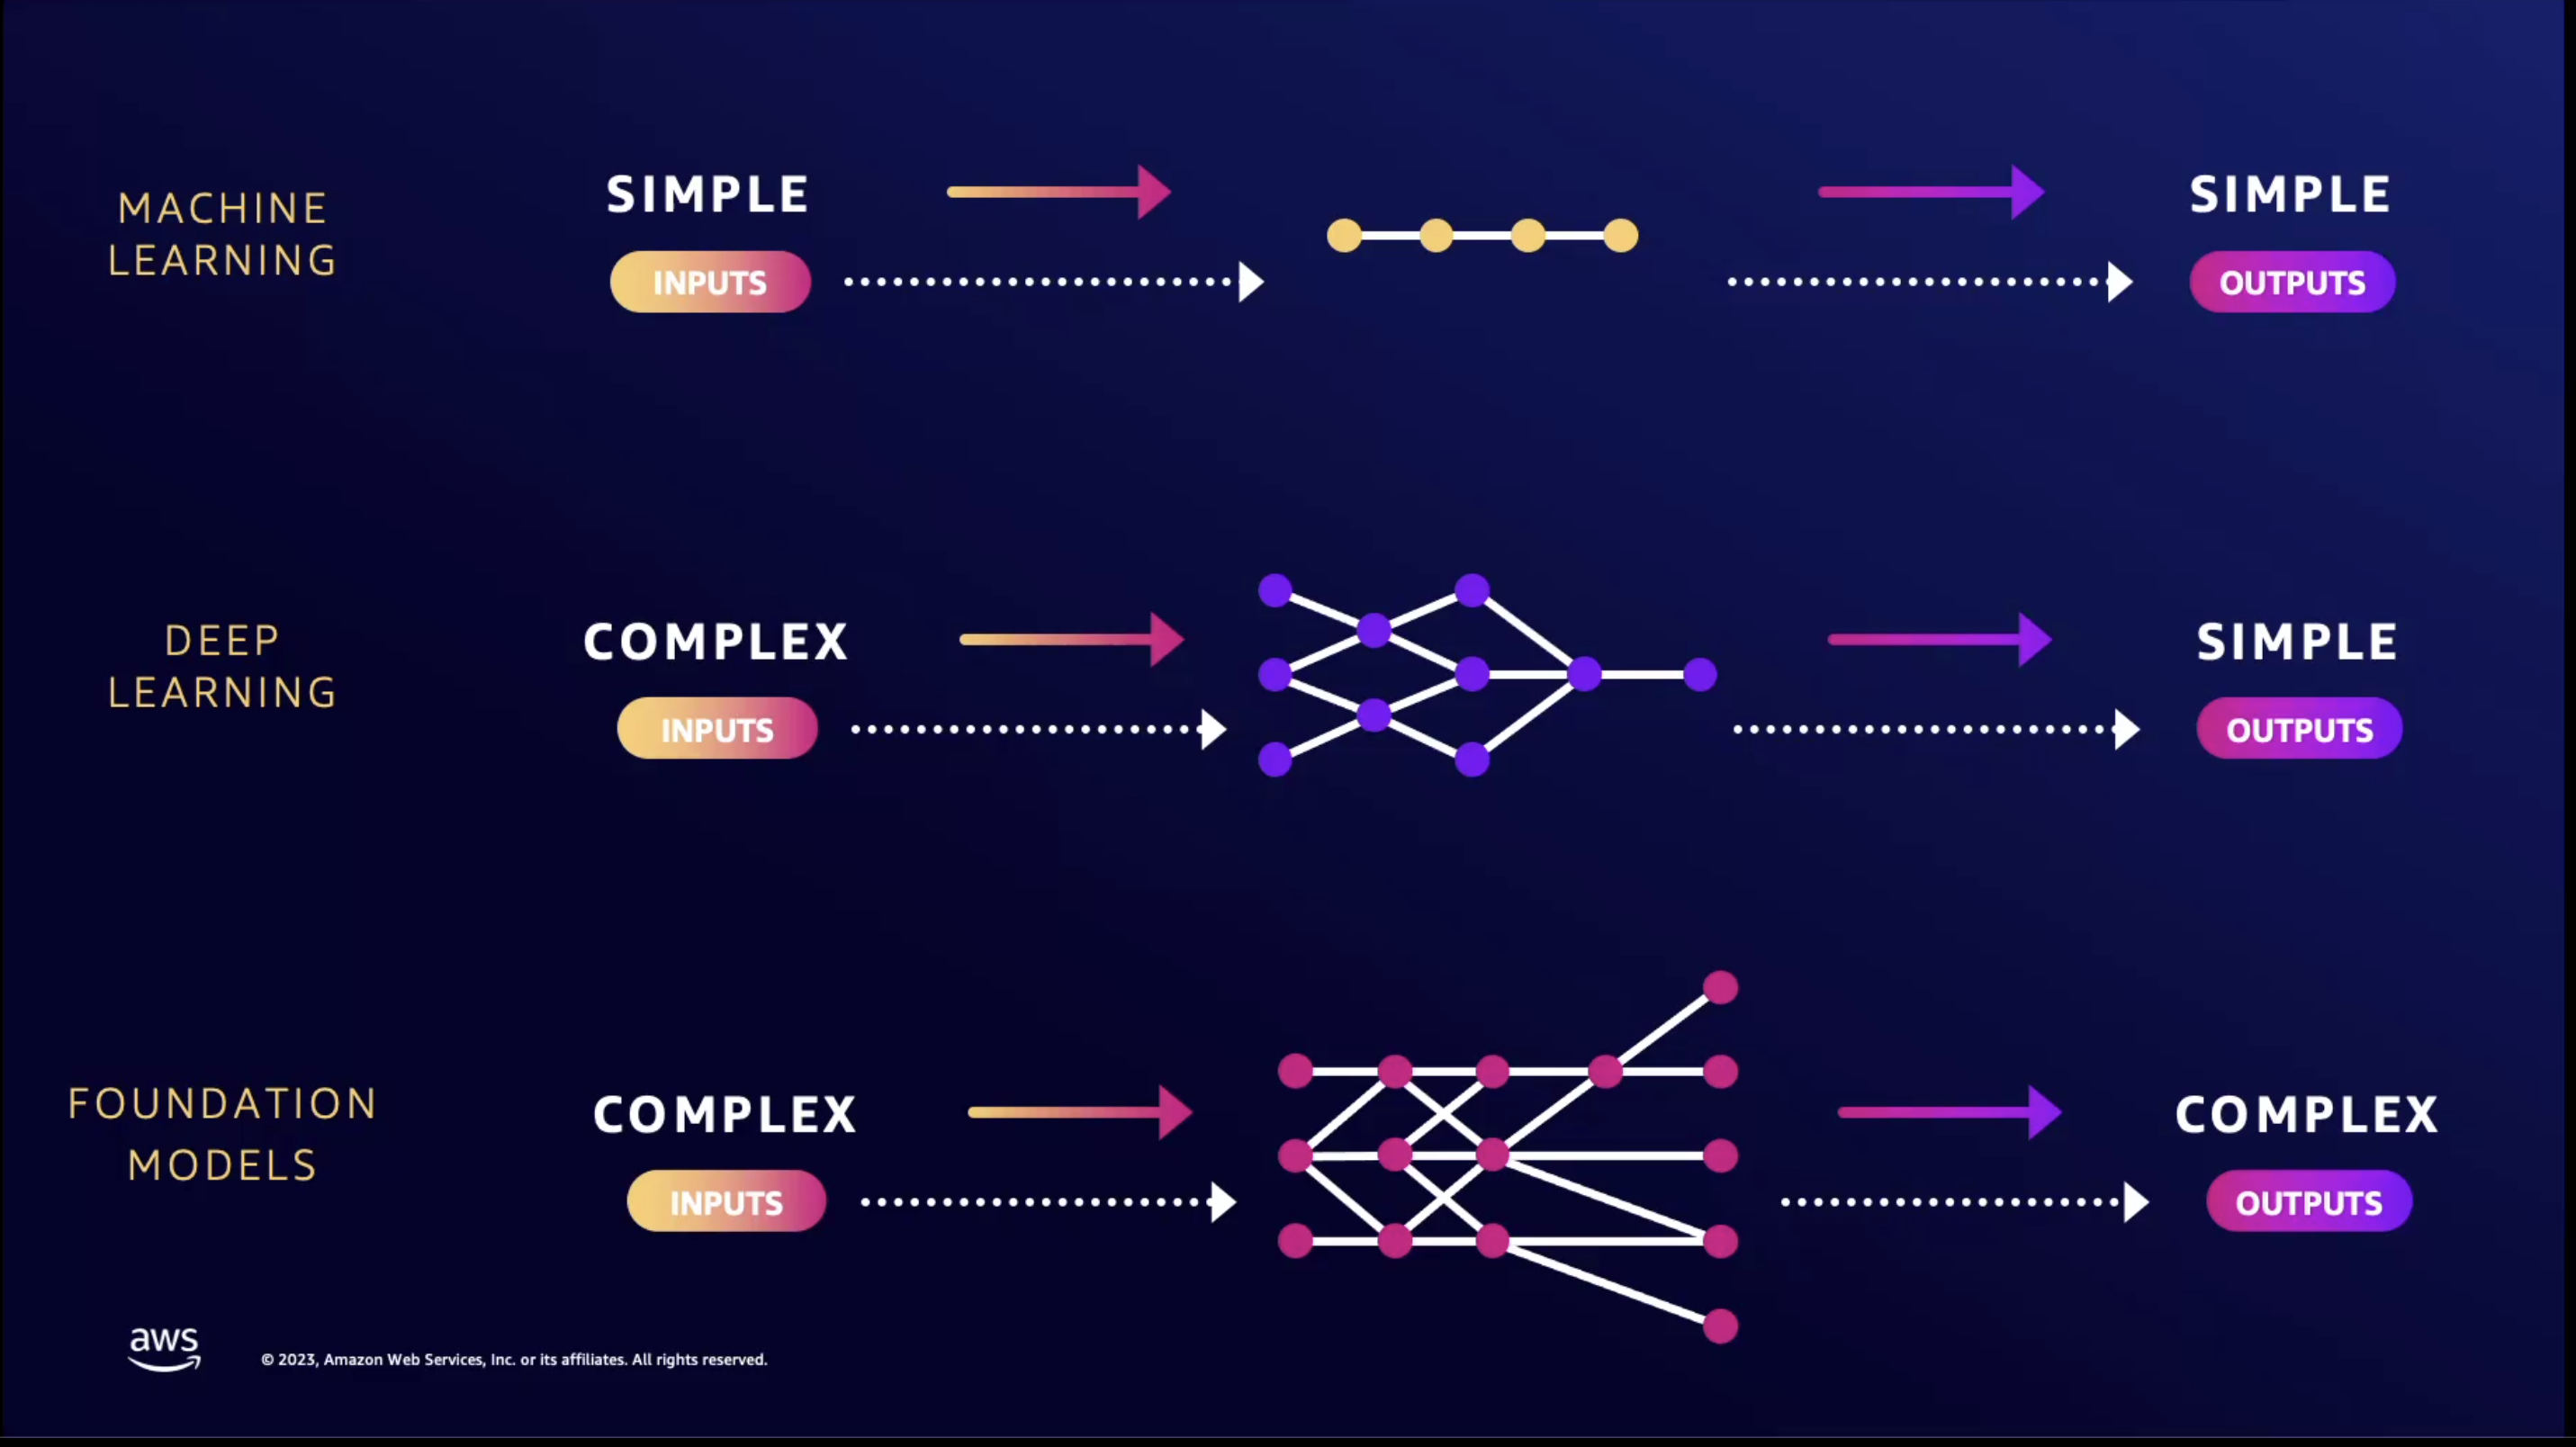 MACHINE
LEARNING
SIMPLE
INPUTS
SIMPLE
OUTPUTS
DEEP
LEARNING
COMPLEX
INPUTS
SIMPLE
OUTPUTS
FOUNDATION
MODELS
COMPLEX
INPUTS
COMPLEX
OUTPUTS
aws
© 2023, Amazon Web Services, Inc. or its affiliates. All rights reserved.